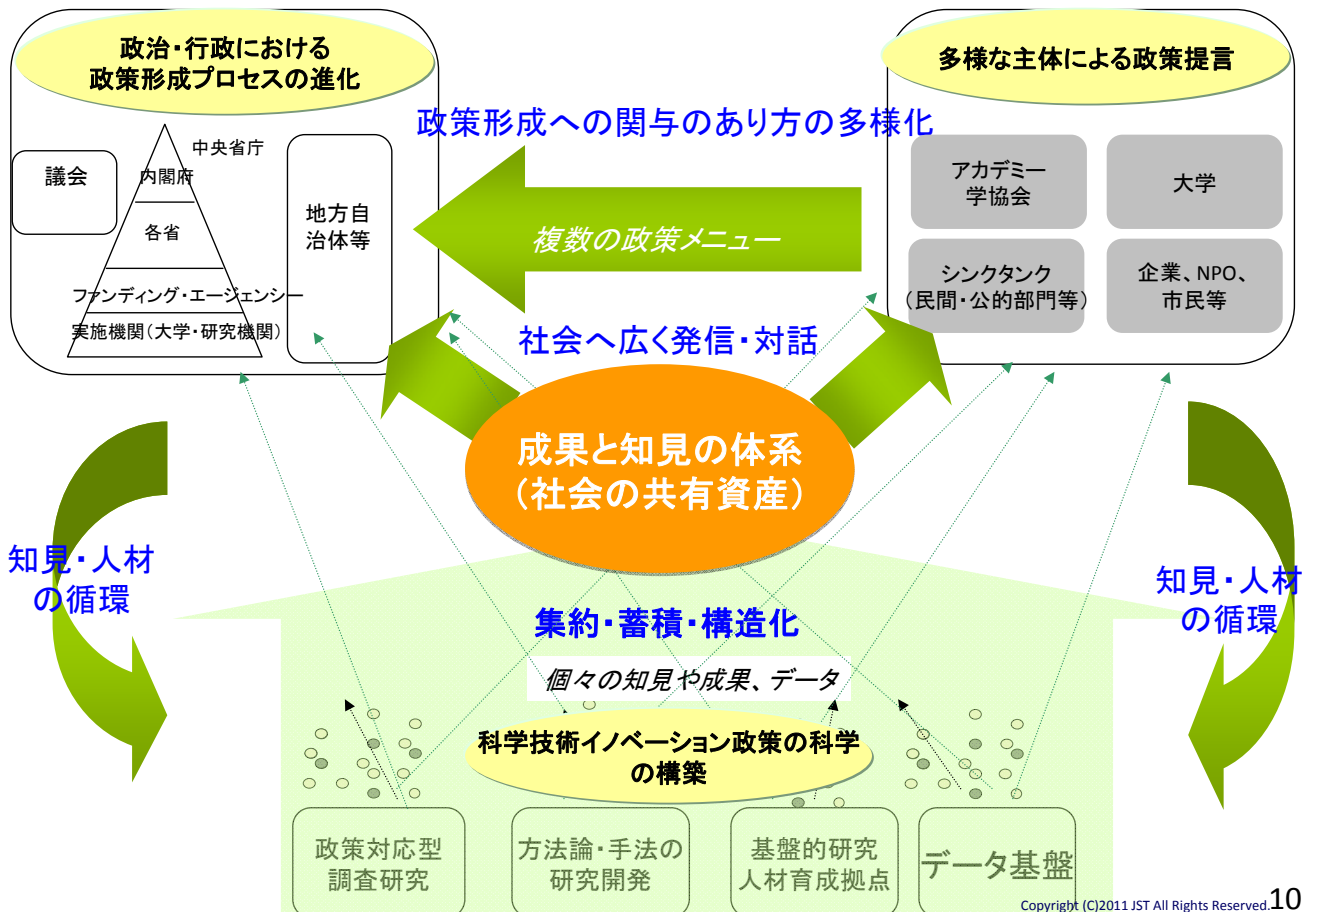 政治・行政における
政策形成プロセスの進化
多様な主体による政策提言
政策形成への関与のあり方の多様化
中央省庁
議会
内閣府
各省
地方自
治体等
ファンディング・エージェンシー
実施機関(大学・研究機関)
複数の政策メニュー
アカデミー
学協会
大学
シンクタンク
(民間・公的部門等)
企業、NPO、
市民等
社会へ広く発信・対話
成果と知見の体系
(社会の共有資産)
知見・人材
の循環
知見・人材
の循環
集約・蓄積・構造化
個々の知見や成果、データ
科学技術イノベーション政策の科学
の構築
政策対応型
調査研究
方法論・手法の
研究開発
基盤的研究
人材育成拠点
データ基盤
Copyright (C)2011 JST All Rights Reserved.
10